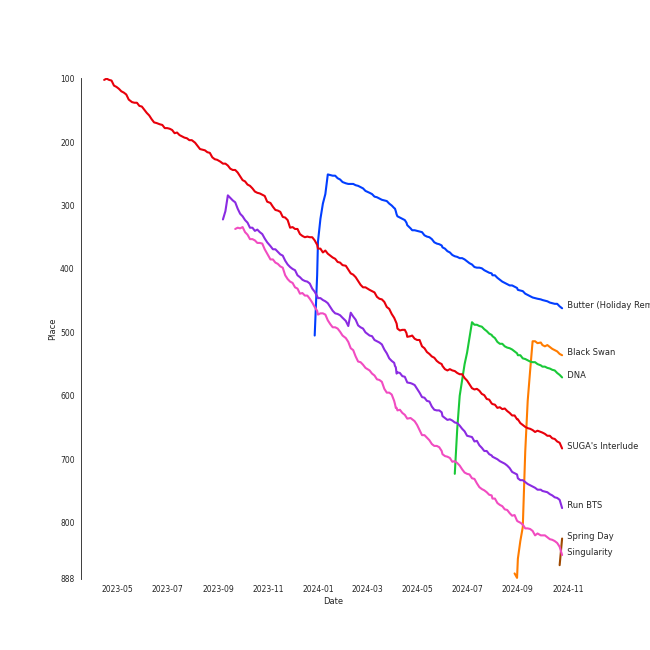 100
200
300
400
500
600
700
800
888
Place
2023-05
2023-07
2023-09
2023-11
2024-01
2024-03
2024-05
2024-07
2024-09
2024-11
Date
Butter (Holiday Rem
Black Swan
DNA
SUGA's Interlude
Run BTS
Spring Day
Singularity